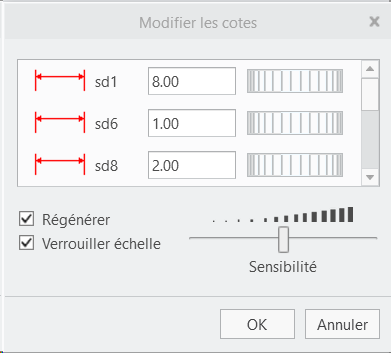 Modifier les cotes
sd1 8.00
sd6 1.00
sd8 2.00
Régénérer
Verrouiller échelle
Sensibilité
OK Annuler